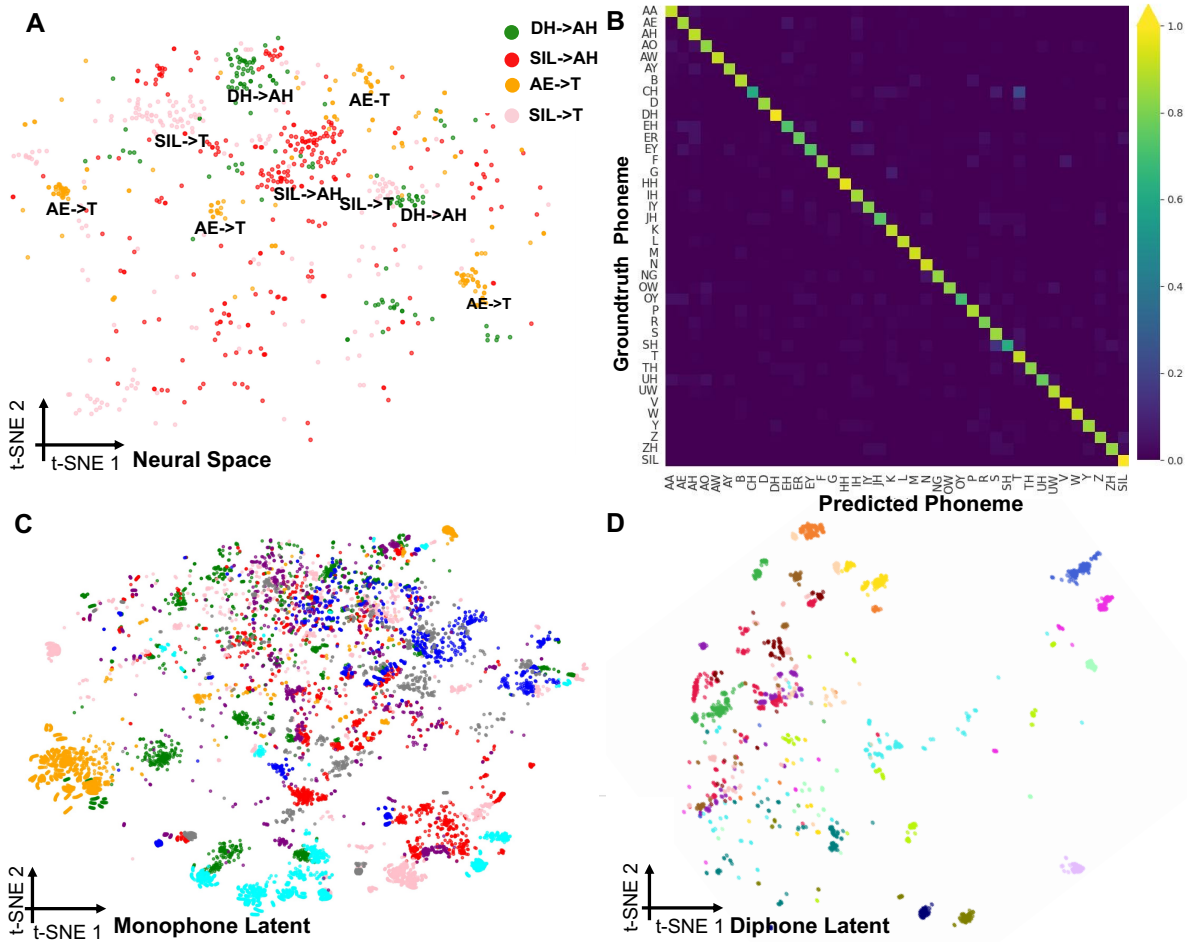 A
DH->AH
SIL->AH
AE->T
SIL->T
DH->AH
AE-T
SIL->T
SIL->AH
SIL->T
DH->AH
AE->T
AE->T
AE->T
t-SNE 2
t-SNE 1
Neural Space
B
Groundtruth Phoneme
AA
AE
AH
AO
AW
AY
B
CH
D
DH
EH
ER
EY
F
G
HH
IH
IY
JH
K
L
M
N
NG
OW
OY
P
R
S
SH
T
TH
UH
UW
V
W
Y
Z
ZH
SIL
AA
AE
AH
AO
AW
AY
B
CH
D
DH
EH
ER
EY
F
G
HH
IH
IY
JH
K
L
M
N
NG
OW
OY
P
R
S
SH
T
TH
UH
UW
V
W
Y
Z
ZH
SIL
Predicted Phoneme
1.0
0.8
0.6
0.4
0.2
0.0
C
t-SNE 2
t-SNE 1
Monophone Latent
D
t-SNE 2
t-SNE 1
Diphone Latent